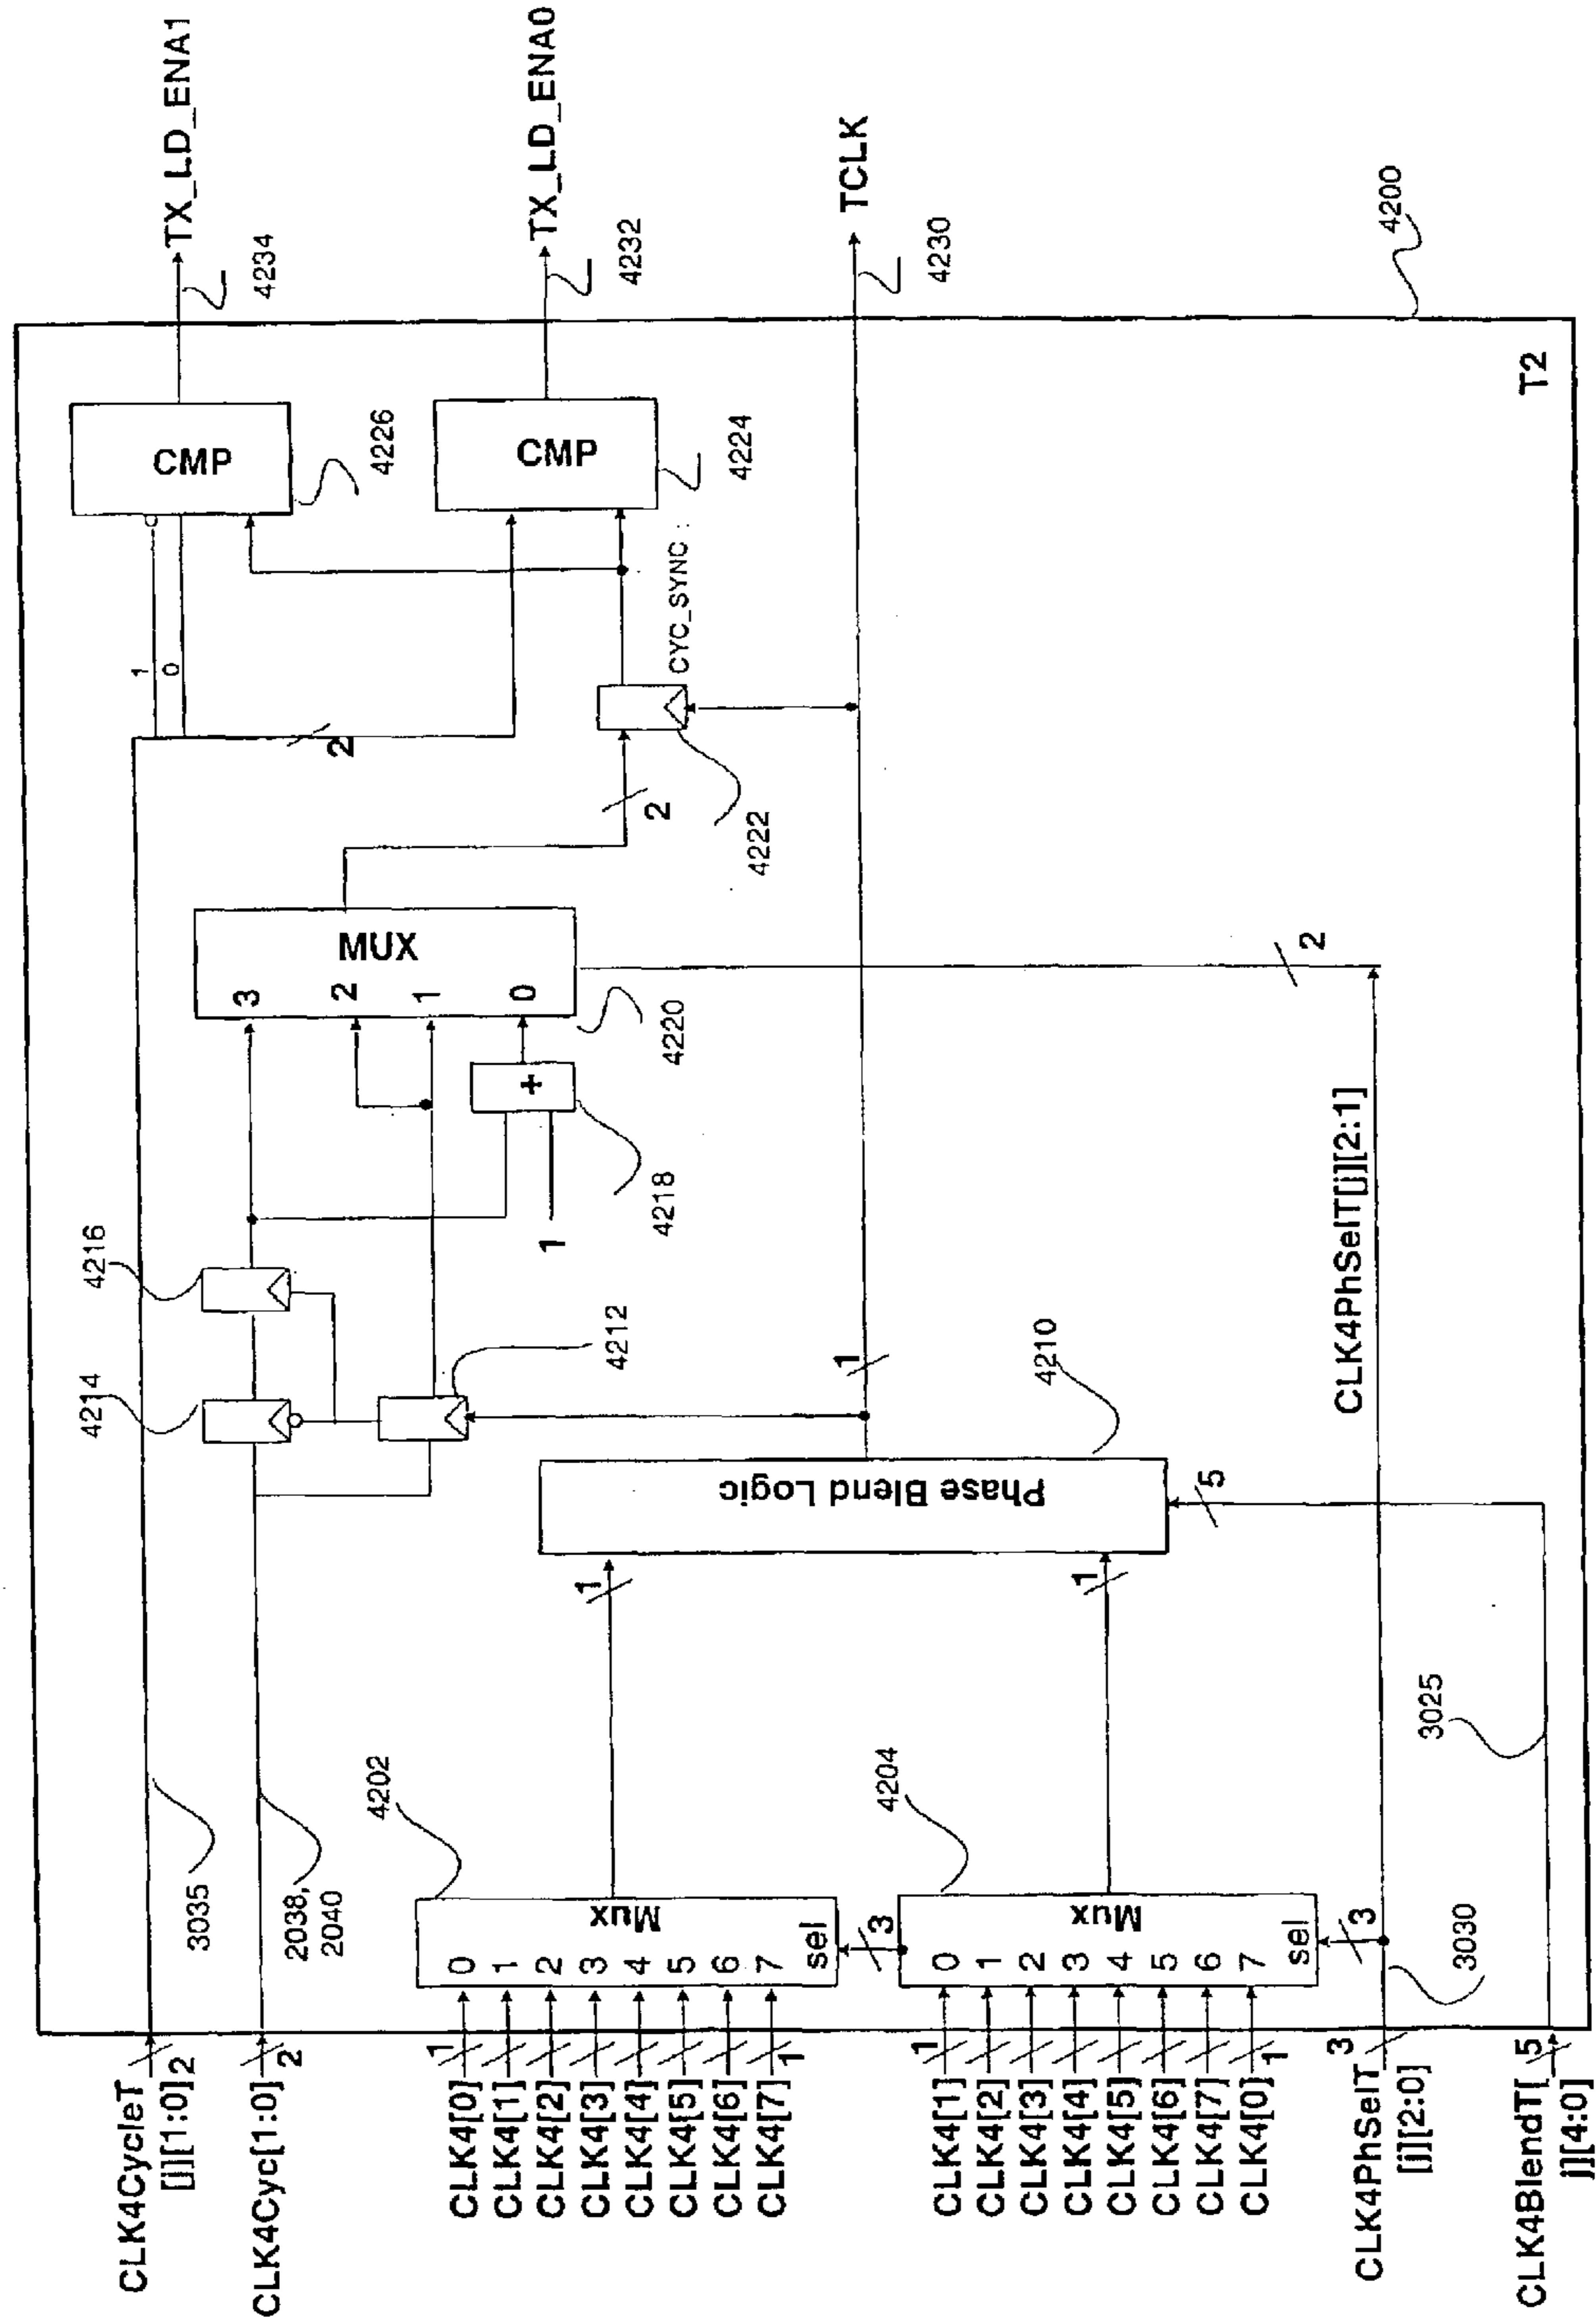 CLK4CycleT
[j][1:0]
2
CLK4Cyc[1:0]
2
CLK4[0]
1
CLK4[1]
CLK4[2]
CLK4[3]
CLK4[4]
CLK4[5]
CLK4[6]
CLK4[7]
1
CLK4[1]
1
CLK4[2]
CLK4[3]
CLK4[4]
CLK4[5]
CLK4[6]
CLK4[7]
CLK4[0]
1
CLK4PhSelT
[j][2:0]
3
CLK4BlendT[
j][4:0]
5
3035
2038,
2040
4202
Mux
0
1
2
3
4
5
6
7
sel
3
4204
Mux
0
1
2
3
4
5
6
7
sel
3
3030
3025
1
1
Phase Blend Logic
5
4210
1
4214
4216
4212
1
+
4218
MUX
3
2
1
0
4220
CLK4PhSelT[j][2:1]
2
2
4222
CYC_SYNC :
1
0
2
CMP
4226
CMP
4224
T2
4200
TX_LD_ENA1
4234
TX_LD_ENA0
4232
TCLK
4230